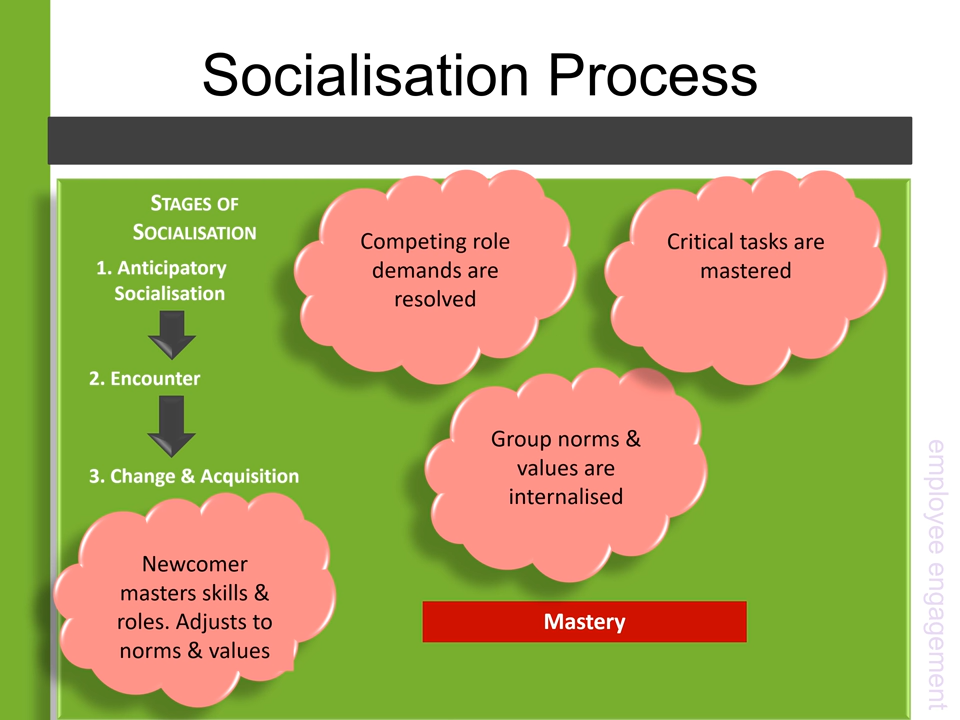 Socialisation Process
STAGES OF
SOCIALISATION
1. Anticipatory
Socialisation
2. Encounter
3. Change & Acquisition
Newcomer
masters skills &
roles. Adjusts to
norms & values
Competing role
demands are
resolved
Critical tasks are
mastered
Group norms &
values are
internalised
Mastery
employee engagement